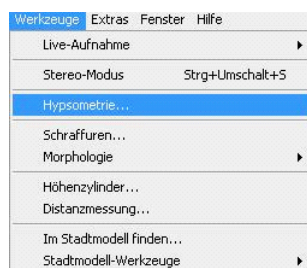 Werkzeuge Extras Fenster Hilfe
Live-Aufnahme
Stereo-Modus Strg+Umschalt+S
Hypsometrie...
Schraffuren...
Morphologie
Höhenzylinder...
Distanzmessung...
Im Stadtmodell finden...
Stadtmodell-Werkzeuge